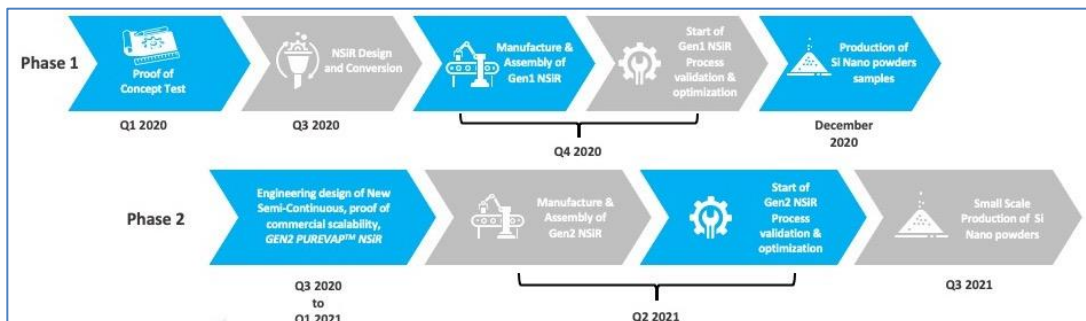 Phase 1
Proof of
Concept Test
NSiR Design
and Conversion
Manufacture &
Assembly of
Gen1 NSiR
Start of
Gen1 NSiR
Process
validation &
optimization
Production of
Si Nano powders
samples
Q1 2020
Q3 2020
Q4 2020
December
2020
Phase 2
Engineering design of New
Semi-Continuous, proof of
commercial scalability,
GEN2 PUREVAP™ NSiR
Manufacture &
Assembly of
Gen2 NSiR
Start of
Gen2 NSiR
Process
validation &
optimization
Small Scale
Production of Si
Nano powders
Q3 2020
to
Q1 2021
Q2 2021
Q3 2021